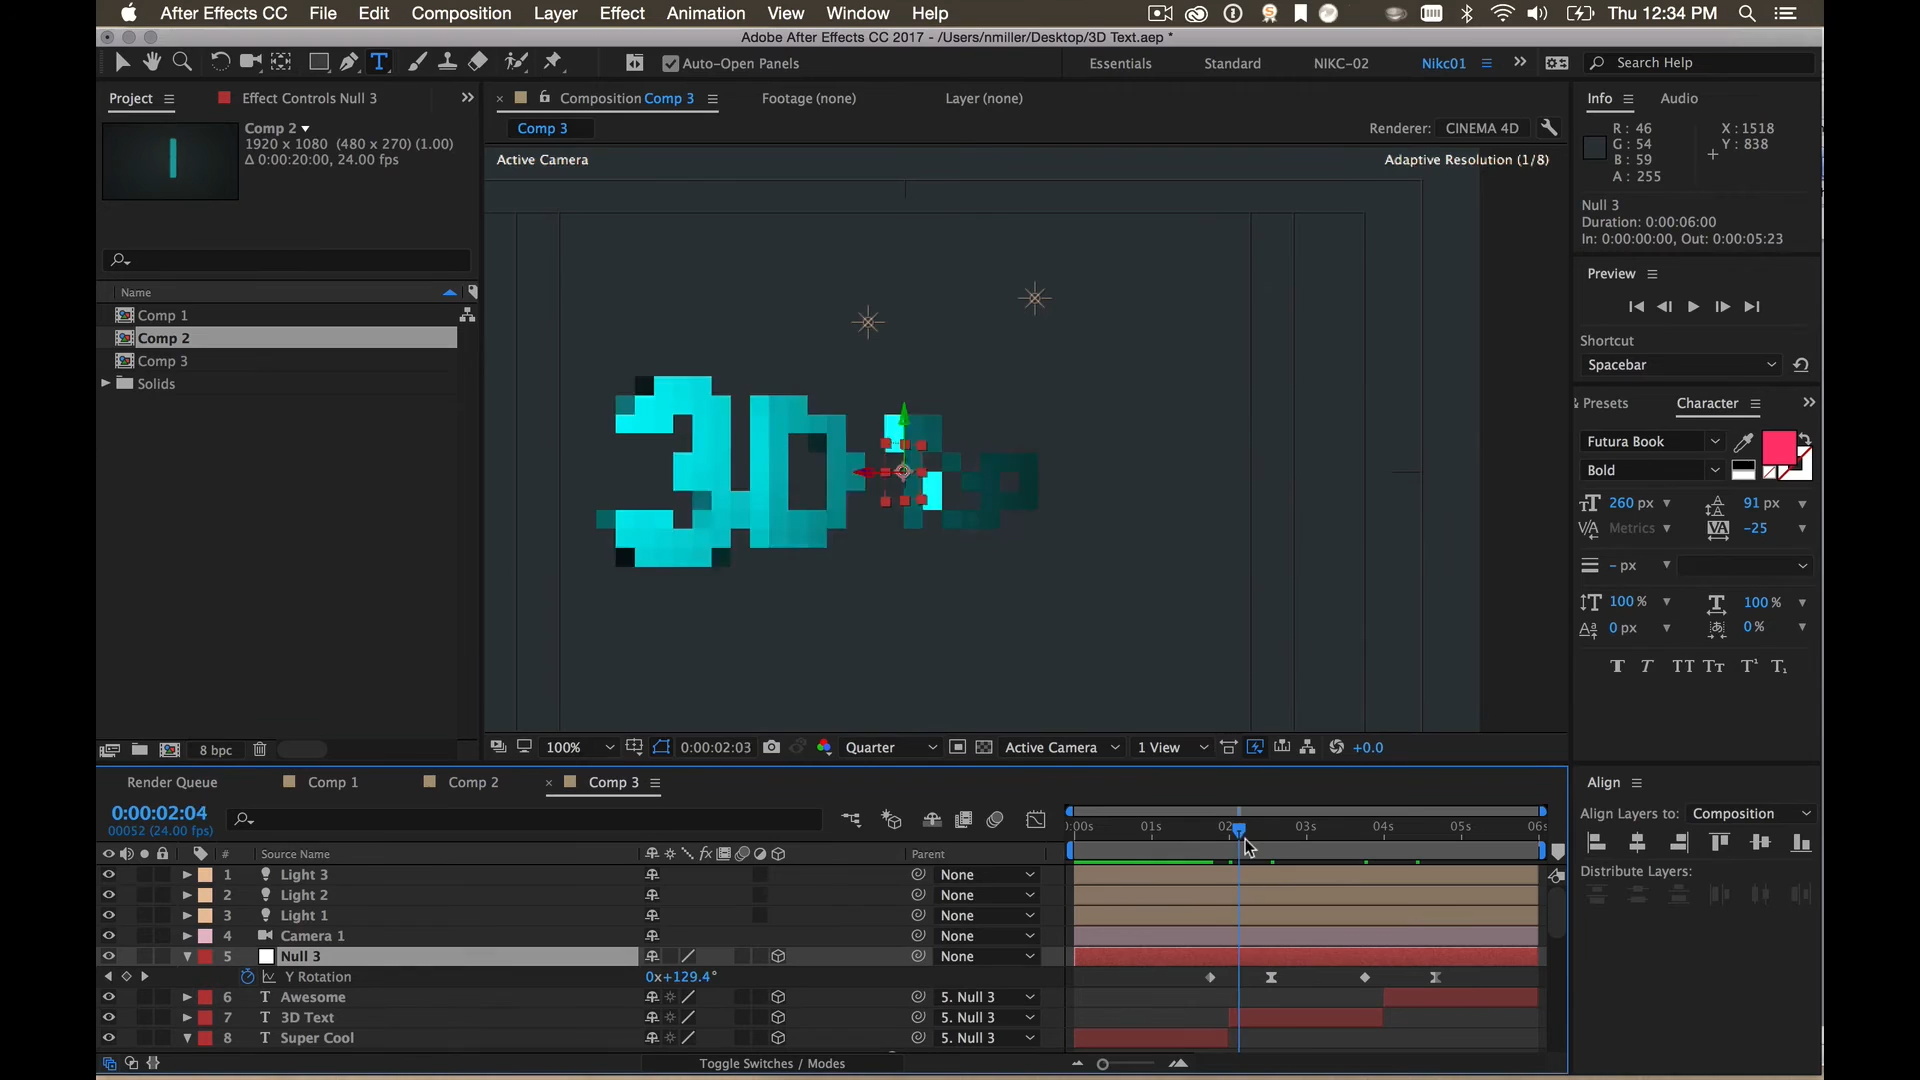 After Effects CC File Edit Composition Layer Effect Animation View Window Help Thu 12:34 PM
Adobe After Effects CC 2017 - /Users/nmiller/Desktop/3D Text.aep *
T Auto-Open Panels Essentials Standard NIKC-02 Nikc01 Search Help
Project Effect Controls Null 3 Composition Comp 3 Footage (none) Layer (none) Info Audio
Comp 2
1920 x 1080 (480 x 270) (1.00)
Δ 0:00:20:00, 24.00 fps
Comp 3 Renderer: CINEMA 4D
R : 46 X : 1518
G : 54 Y : 838
B : 59
A : 255
Active Camera Adaptive Resolution (1/8)
Null 3
Duration: 0:00:06:00
In: 0:00:00:00, Out: 0:00:05:23
Preview
Name
Comp 1
Comp 2
Comp 3
Solids
Shortcut
Spacebar
& Presets Character
3D
Futura Book
Bold
260 px 91 px
Metrics -25
- px
100 % 100 %
0 px 0 %
8 bpc 100% 0:00:02:03 Quarter Active Camera 1 View +0.0
Render Queue Comp 1 Comp 2 Comp 3 Align
0:00:02:04
00052 (24.00 fps)
Align Layers to: Composition
:00s 01s 02 03s 04s 05s 06s
# Source Name fx Parent
Distribute Layers:
1 Light 3 None
2 Light 2 None
3 Light 1 None
4 Camera 1 None
5 Null 3 None
Y Rotation 0x+129.4°
6 T Awesome 5. Null 3
7 T 3D Text 5. Null 3
8 T Super Cool 5. Null 3
Toggle Switches / Modes